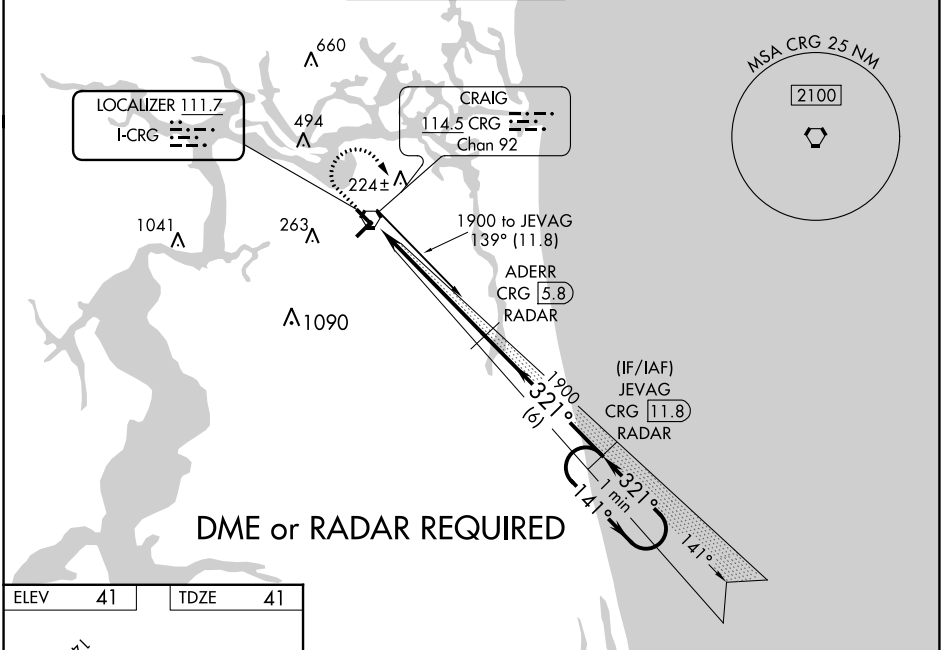 660
MSA CRG 25 NM
2100
LOCALIZER 111.7
I-CRG
494
CRAIG
114.5 CRG
Chan 92
224±
1041
263
1900 to JEVAG
139° (11.8)
ADERR
CRG 5.8
RADAR
1090
1900
321°
(6)
(IF/IAF)
JEVAG
CRG 11.8
RADAR
321°
1 min
141°
141°
DME or RADAR REQUIRED
ELEV 41
TDZE 41